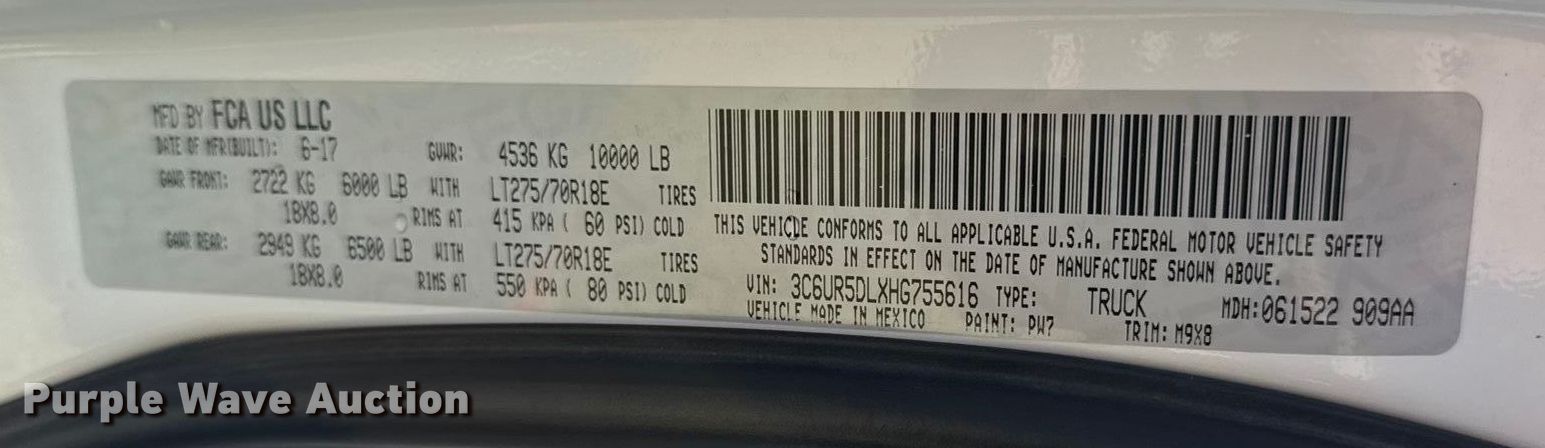 MFD BY FCA US LLC
DATE OF MFR(BUILT): 6-17 GVWR: 4536 KG 10000 LB
GAWR FRONT: 2722 KG 6000 LB WITH LT275/70R18E TIRES
18X8.0 RIMS AT 415 KPA ( 60 PSI) COLD
GAWR REAR: 2949 KG 6500 LB WITH LT275/70R18E TIRES
18X8.0 RIMS AT 550 KPA ( 80 PSI) COLD
THIS VEHICLE CONFORMS TO ALL APPLICABLE U.S.A. FEDERAL MOTOR VEHICLE SAFETY
STANDARDS IN EFFECT ON THE DATE OF MANUFACTURE SHOWN ABOVE.
VIN: 3C6UR5DLXHG755616 TYPE: TRUCK MDH:061522 909AA
VEHICLE MADE IN MEXICO PAINT: PW7 TRIM: M9X8
Purple Wave Auction